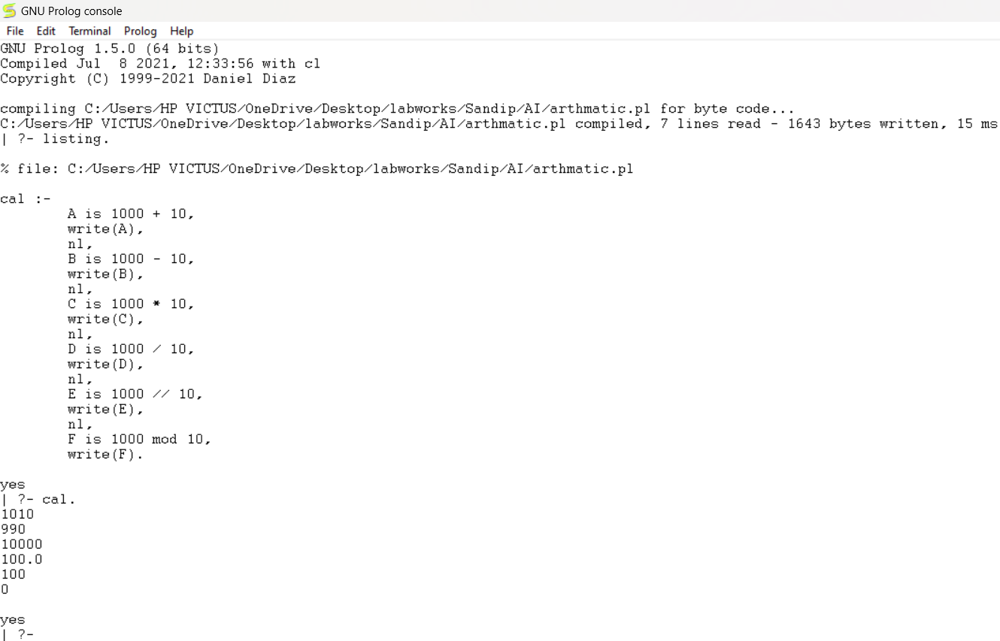 GNU Prolog console
File Edit Terminal Prolog Help
GNU Prolog 1.5.0 (64 bits)
Compiled Jul  8 2021, 12:33:56 with cl
Copyright (C) 1999-2021 Daniel Diaz
compiling C:/Users/HP VICTUS/OneDrive/Desktop/labworks/Sandip/AI/arthmatic.pl for byte code...
C:/Users/HP VICTUS/OneDrive/Desktop/labworks/Sandip/AI/arthmatic.pl compiled, 7 lines read - 1643 bytes written, 15 ms
| ?- listing.
% file: C:/Users/HP VICTUS/OneDrive/Desktop/labworks/Sandip/AI/arthmatic.pl
cal :-
A is 1000 + 10,
write(A),
nl,
B is 1000 - 10,
write(B),
nl,
C is 1000 * 10,
write(C),
nl,
D is 1000 / 10,
write(D),
nl,
E is 1000 // 10,
write(E),
nl,
F is 1000 mod 10,
write(F).
yes
| ?- cal.
1010
990
10000
100.0
100
0
yes
| ?-